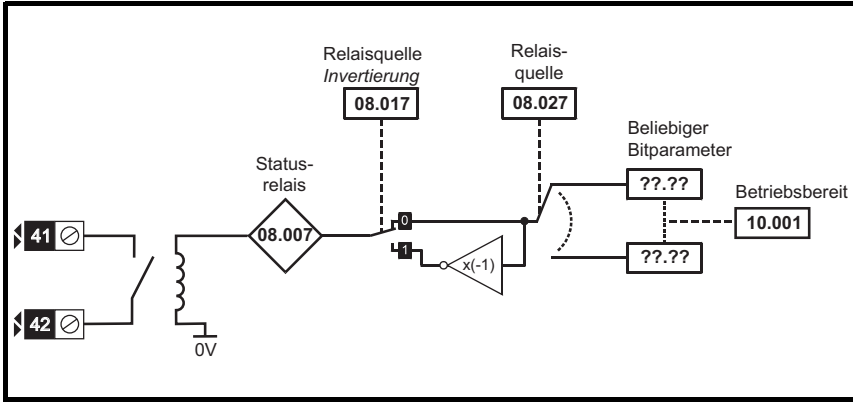 Relaisquelle
Invertierung
08.017
Relais-
quelle
08.027
Beliebiger
Bitparameter
??.??
Betriebsbereit
10.001
??.??
Status-
relais
08.007
0
1
x(-1)
41
42
0V